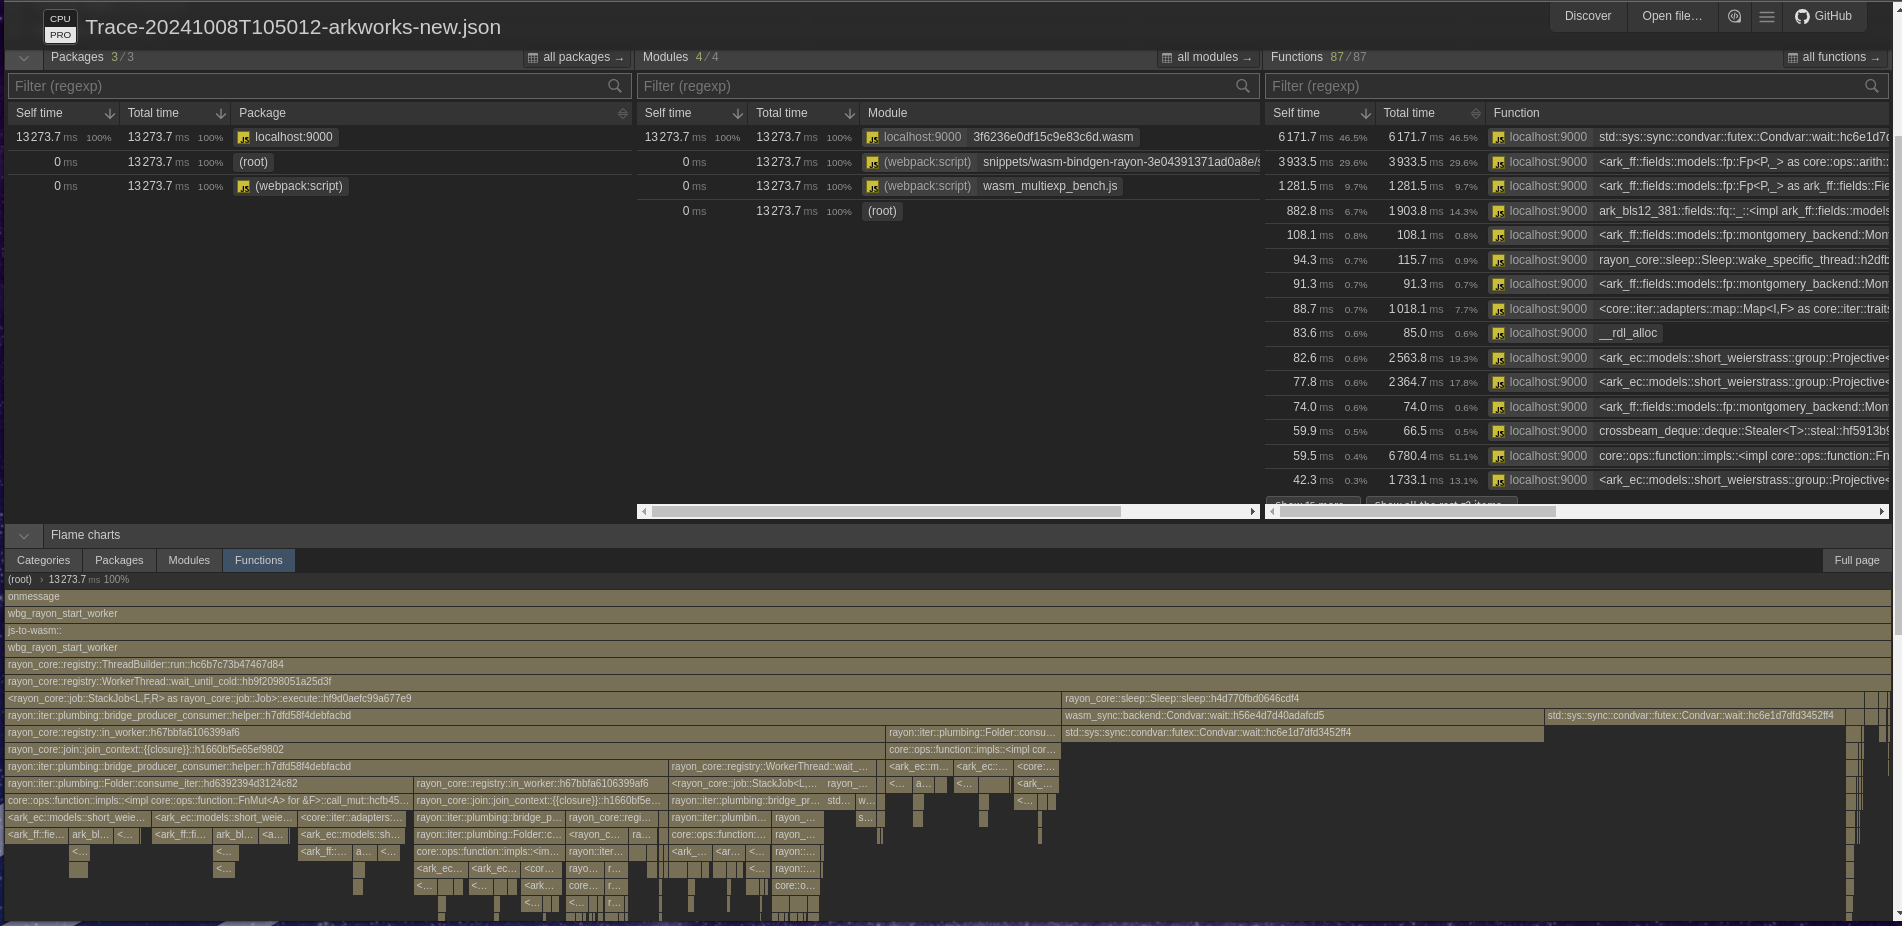 CPU
PRO
Trace-20241008T105012-arkworks-new.json
Discover
Open file…
GitHub
Packages 3/3
all packages →
Modules 4/4
all modules →
Functions 87/87
all functions →
Filter (regexp)
Filter (regexp)
Filter (regexp)
Self time Total time Package
13 273.7 ms 100% 13 273.7 ms 100% JS localhost:9000
0 ms 13 273.7 ms 100% (root)
0 ms 13 273.7 ms 100% JS (webpack:script)
Self time Total time Module
13 273.7 ms 100% 13 273.7 ms 100% JS localhost:9000 3f6236e0df15c9e83c6d.wasm
0 ms 13 273.7 ms 100% JS (webpack:script) snippets/wasm-bindgen-rayon-3e04391371ad0a8e/s
0 ms 13 273.7 ms 100% JS (webpack:script) wasm_multiexp_bench.js
0 ms 13 273.7 ms 100% (root)
Self time Total time Function
6 171.7 ms 46.5% 6 171.7 ms 46.5% JS localhost:9000 std::sys::sync::condvar::futex::Condvar::wait::hc6e1d7d
3 933.5 ms 29.6% 3 933.5 ms 29.6% JS localhost:9000 <ark_ff::fields::models::fp::Fp<P,_> as core::ops::arith:
1 281.5 ms 9.7% 1 281.5 ms 9.7% JS localhost:9000 <ark_ff::fields::models::fp::Fp<P,_> as ark_ff::fields::Fie
882.8 ms 6.7% 1 903.8 ms 14.3% JS localhost:9000 ark_bls12_381::fields::fq::_::<impl ark_ff::fields::models
108.1 ms 0.8% 108.1 ms 0.8% JS localhost:9000 <ark_ff::fields::models::fp::montgomery_backend::Mon
94.3 ms 0.7% 115.7 ms 0.9% JS localhost:9000 rayon_core::sleep::Sleep::wake_specific_thread::h2dfb
91.3 ms 0.7% 91.3 ms 0.7% JS localhost:9000 <ark_ff::fields::models::fp::montgomery_backend::Mon
88.7 ms 0.7% 1 018.1 ms 7.7% JS localhost:9000 <core::iter::adapters::map::Map<I,F> as core::iter::traits
83.6 ms 0.6% 85.0 ms 0.6% JS localhost:9000 __rdl_alloc
82.6 ms 0.6% 2 563.8 ms 19.3% JS localhost:9000 <ark_ec::models::short_weierstrass::group::Projective<
77.8 ms 0.6% 2 364.7 ms 17.8% JS localhost:9000 <ark_ec::models::short_weierstrass::group::Projective<
74.0 ms 0.6% 74.0 ms 0.6% JS localhost:9000 <ark_ff::fields::models::fp::montgomery_backend::Mon
59.9 ms 0.5% 66.5 ms 0.5% JS localhost:9000 crossbeam_deque::deque::Stealer<T>::steal::hf5913b9
59.5 ms 0.4% 6 780.4 ms 51.1% JS localhost:9000 core::ops::function::impls::<impl core::ops::function::Fn
42.3 ms 0.3% 1 733.1 ms 13.1% JS localhost:9000 <ark_ec::models::short_weierstrass::group::Projective<
Flame charts
Categories Packages Modules Functions
Full page
(root) › 13 273.7 ms 100%
onmessage
wbg_rayon_start_worker
js-to-wasm::
wbg_rayon_start_worker
rayon_core::registry::ThreadBuilder::run::hc6b7c73b47467d84
rayon_core::registry::WorkerThread::wait_until_cold::hb9f2098051a25d3f
<rayon_core::job::StackJob<L,F,R> as rayon_core::job::Job>::execute::hf9d0aefc99a677e9 rayon_core::sleep::Sleep::sleep::h4d770fbd0646cdf4
rayon::iter::plumbing::bridge_producer_consumer::helper::h7dfd58f4debfacbd wasm_sync::backend::Condvar::wait::h56e4d7d40adafcd5 std::sys::sync::condvar::futex::Condvar::wait::hc6e1d7dfd3452ff4
rayon_core::registry::in_worker::h67bbfa6106399af6 rayon::iter::plumbing::Folder::consu… std::sys::sync::condvar::futex::Condvar::wait::hc6e1d7dfd3452ff4
rayon_core::join::join_context::{{closure}}::h1660bf5e65ef9802 core::ops::function::impls::<impl cor…
rayon::iter::plumbing::bridge_producer_consumer::helper::h7dfd58f4debfacbd rayon_core::registry::WorkerThread::wait_… <ark_ec::m… <ark_ec::… <core:…
rayon::iter::plumbing::Folder::consume_iter::hd6392394d3124c82 rayon_core::registry::in_worker::h67bbfa6106399af6 <rayon_core::job::StackJob<L,… rayon_… <… a… <… <ark_…
core::ops::function::impls::<impl core::ops::function::FnMut<A> for &F>::call_mut::hcfb45… rayon_core::join::join_context::{{closure}}::h1660bf5e… rayon::iter::plumbing::bridge_pr… std… w… <…
<ark_ec::models::short_weie… <ark_ec::models::short_weie… <core::iter::adapters:… rayon::iter::plumbing::bridge_p… rayon_core::regi… rayon::iter::plumbin… rayon_… s…
<ark_ff::fie… ark_bl… <… <ark_ff::fi… ark_bl… <a… <ark_ec::models::sh… rayon::iter::plumbing::Folder::c… <rayon_c… ra… core::ops::function:… rayon_…
<… <… <ark_ff::… a… <… core::ops::function::impls::<im… rayon::iter… <ark_… <ar… <… rayon::…
<… <ark_ec… <ark_ec… <cor… rayo… r… <… rayon::…
<… <… <ark… core… r… core::o…
<… <… r…